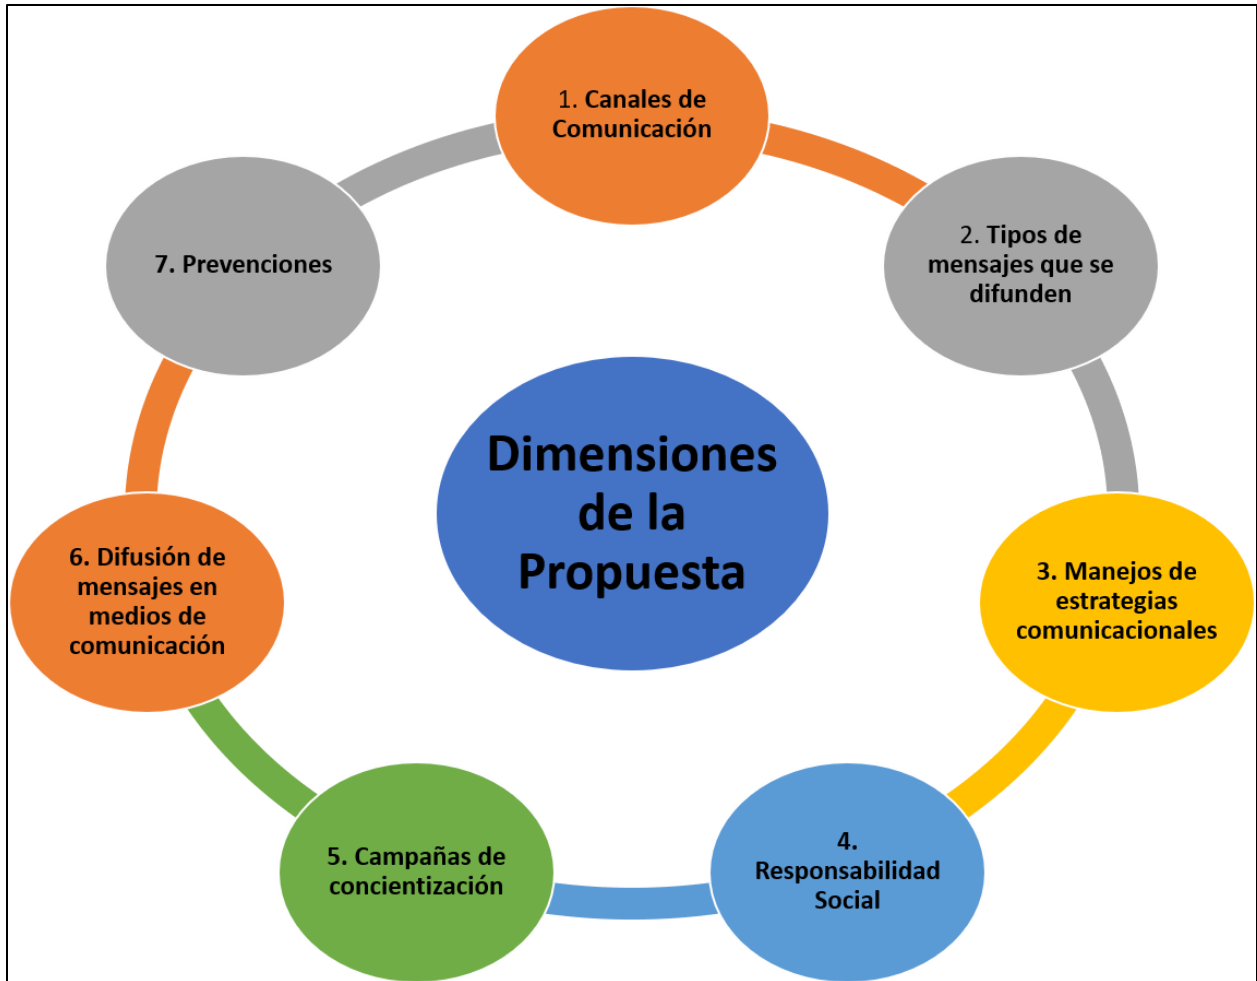 1. Canales de
Comunicación
2. Tipos de
mensajes que se
difunden
3. Manejos de
estrategias
comunicacionales
4.
Responsabilidad
Social
5. Campañas de
concientización
6. Difusión de
mensajes en
medios de
comunicación
7. Prevenciones
Dimensiones
de la
Propuesta